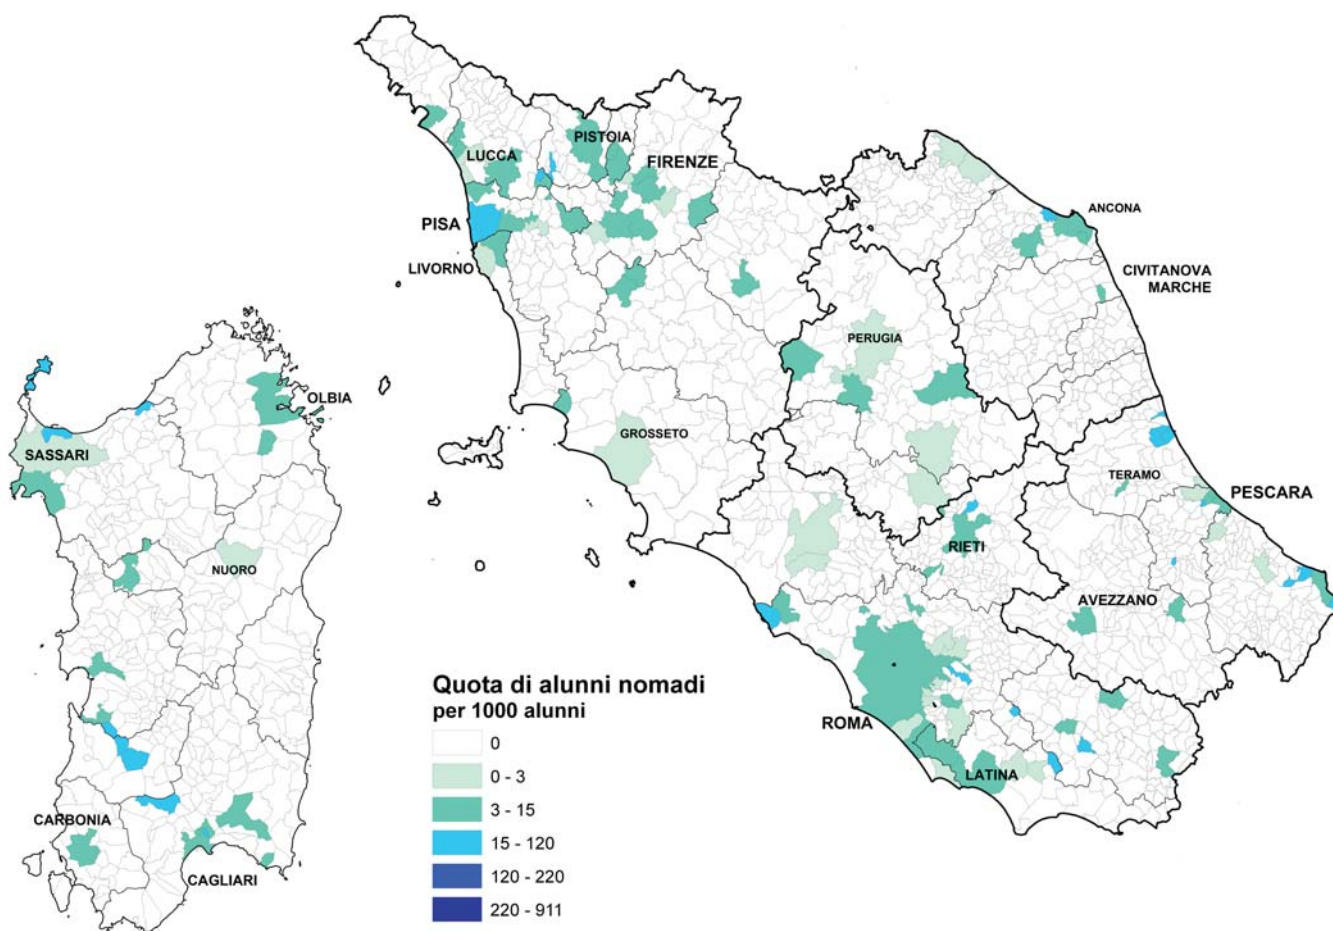 PISTOIA
LUCCA
FIRENZE
PISA
LIVORNO
ANCONA
CIVITANOVA
MARCHE
PERUGIA
GROSSETO
OLBIA
SASSARI
NUORO
TERAMO
PESCARA
RIETI
AVEZZANO
ROMA
LATINA
CARBONIA
CAGLIARI
Quota di alunni nomadi
per 1000 alunni
0
0 - 3
3 - 15
15 - 120
120 - 220
220 - 911